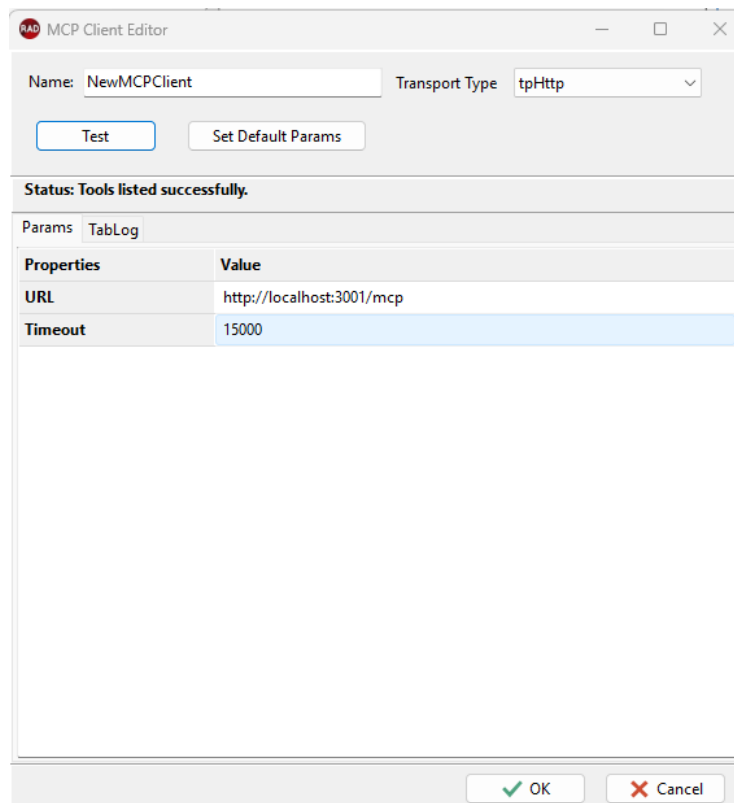 RAD MCP Client Editor
Name: NewMCPClient Transport Type tpHttp
Test Set Default Params
Status: Tools listed successfully.
Params TabLog
Properties Value
URL http://localhost:3001/mcp
Timeout 15000
OK Cancel